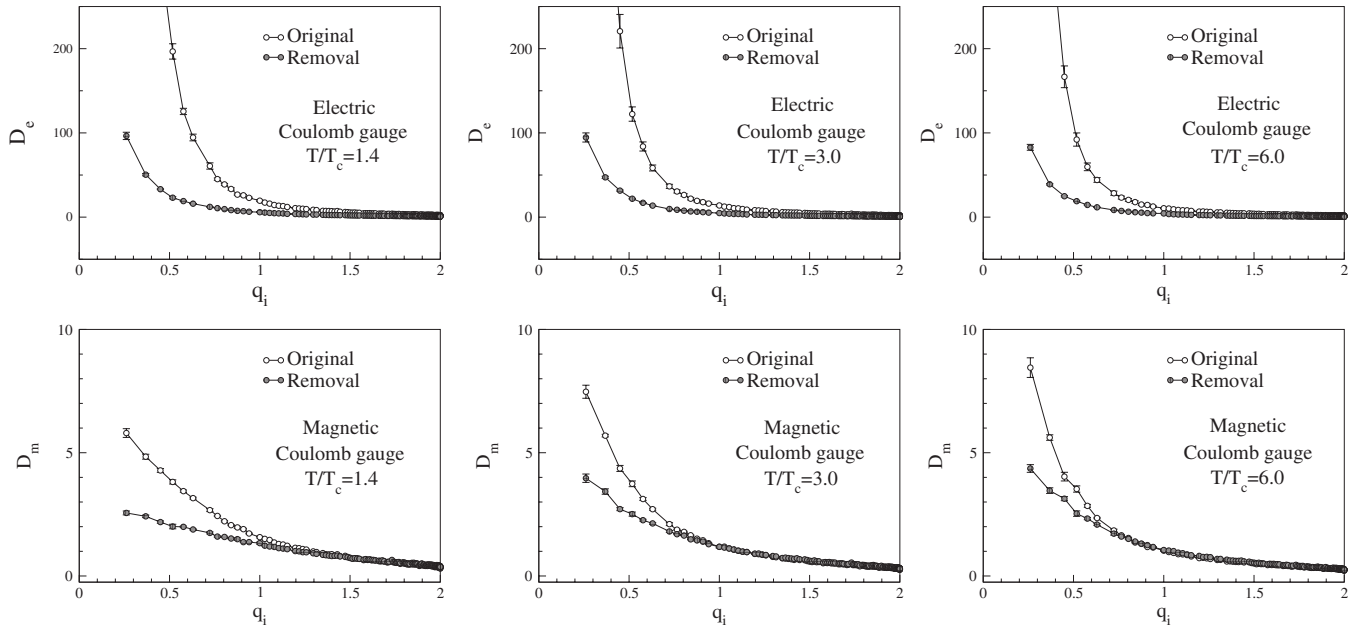 200
100
0
D_e
Original
Removal
Electric
Coulomb gauge
T/T_c=1.4
0 0.5 1 1.5 2
q_i
200
100
0
D_e
Original
Removal
Electric
Coulomb gauge
T/T_c=3.0
0 0.5 1 1.5 2
q_i
200
100
0
D_e
Original
Removal
Electric
Coulomb gauge
T/T_c=6.0
0 0.5 1 1.5 2
q_i
10
5
0
D_m
Original
Removal
Magnetic
Coulomb gauge
T/T_c=1.4
0 0.5 1 1.5 2
q_i
10
5
0
D_m
Original
Removal
Magnetic
Coulomb gauge
T/T_c=3.0
0 0.5 1 1.5 2
q_i
10
5
0
D_m
Original
Removal
Magnetic
Coulomb gauge
T/T_c=6.0
0 0.5 1 1.5 2
q_i